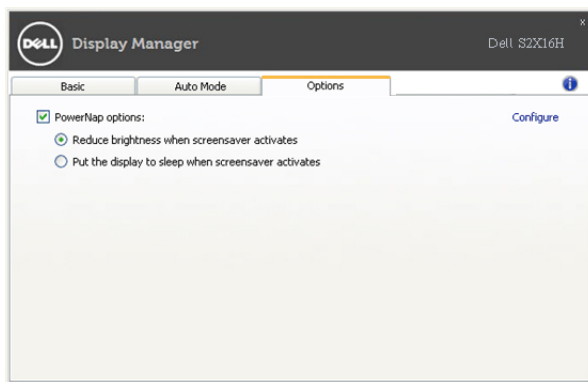 x
DELL Display Manager Dell S2X16H
Basic Auto Mode Options i
PowerNap options: Configure
Reduce brightness when screensaver activates
Put the display to sleep when screensaver activates